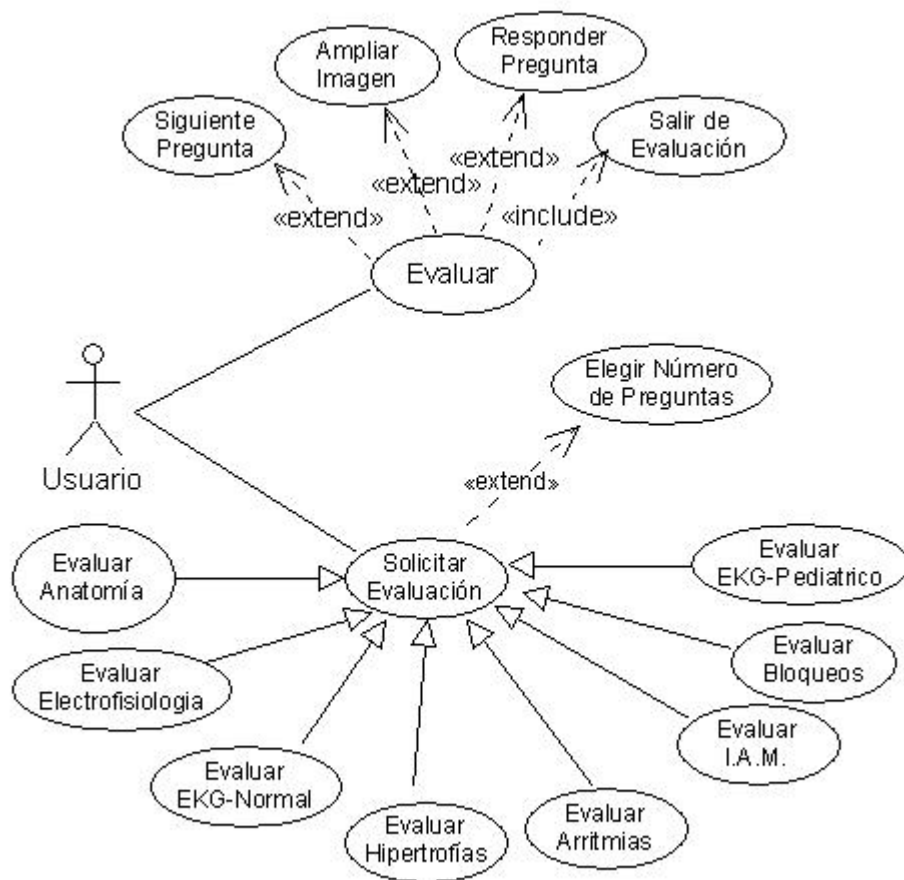 Ampliar
Imagen
Responder
Pregunta
Siguiente
Pregunta
Salir de
Evaluación
«extend»
«extend»
«extend»
«include»
Evaluar
Elegir Número
de Preguntas
Usuario
«extend»
Evaluar
Anatomía
Solicitar
Evaluación
Evaluar
EKG-Pediatrico
Evaluar
Electrofisiologia
Evaluar
Bloqueos
Evaluar
I.A.M.
Evaluar
EKG-Normal
Evaluar
Hipertrofías
Evaluar
Arritmias